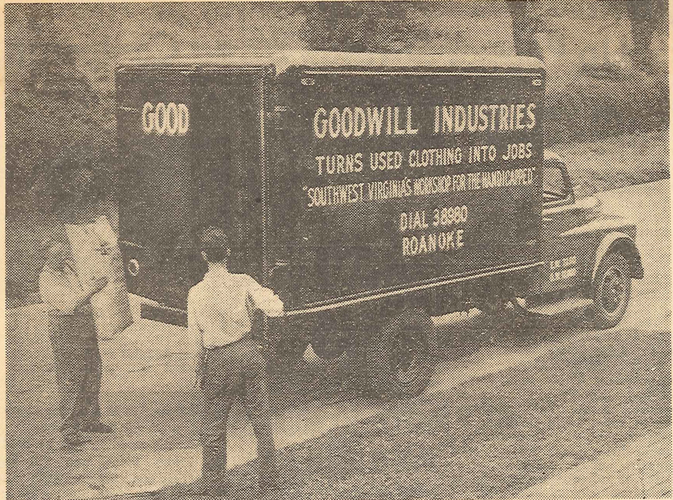 GOOD
GOODWILL INDUSTRIES
TURNS USED CLOTHING INTO JOBS
"SOUTHWEST VIRGINIA'S WORKSHOP FOR THE HANDICAPPED"
DIAL 38980
ROANOKE